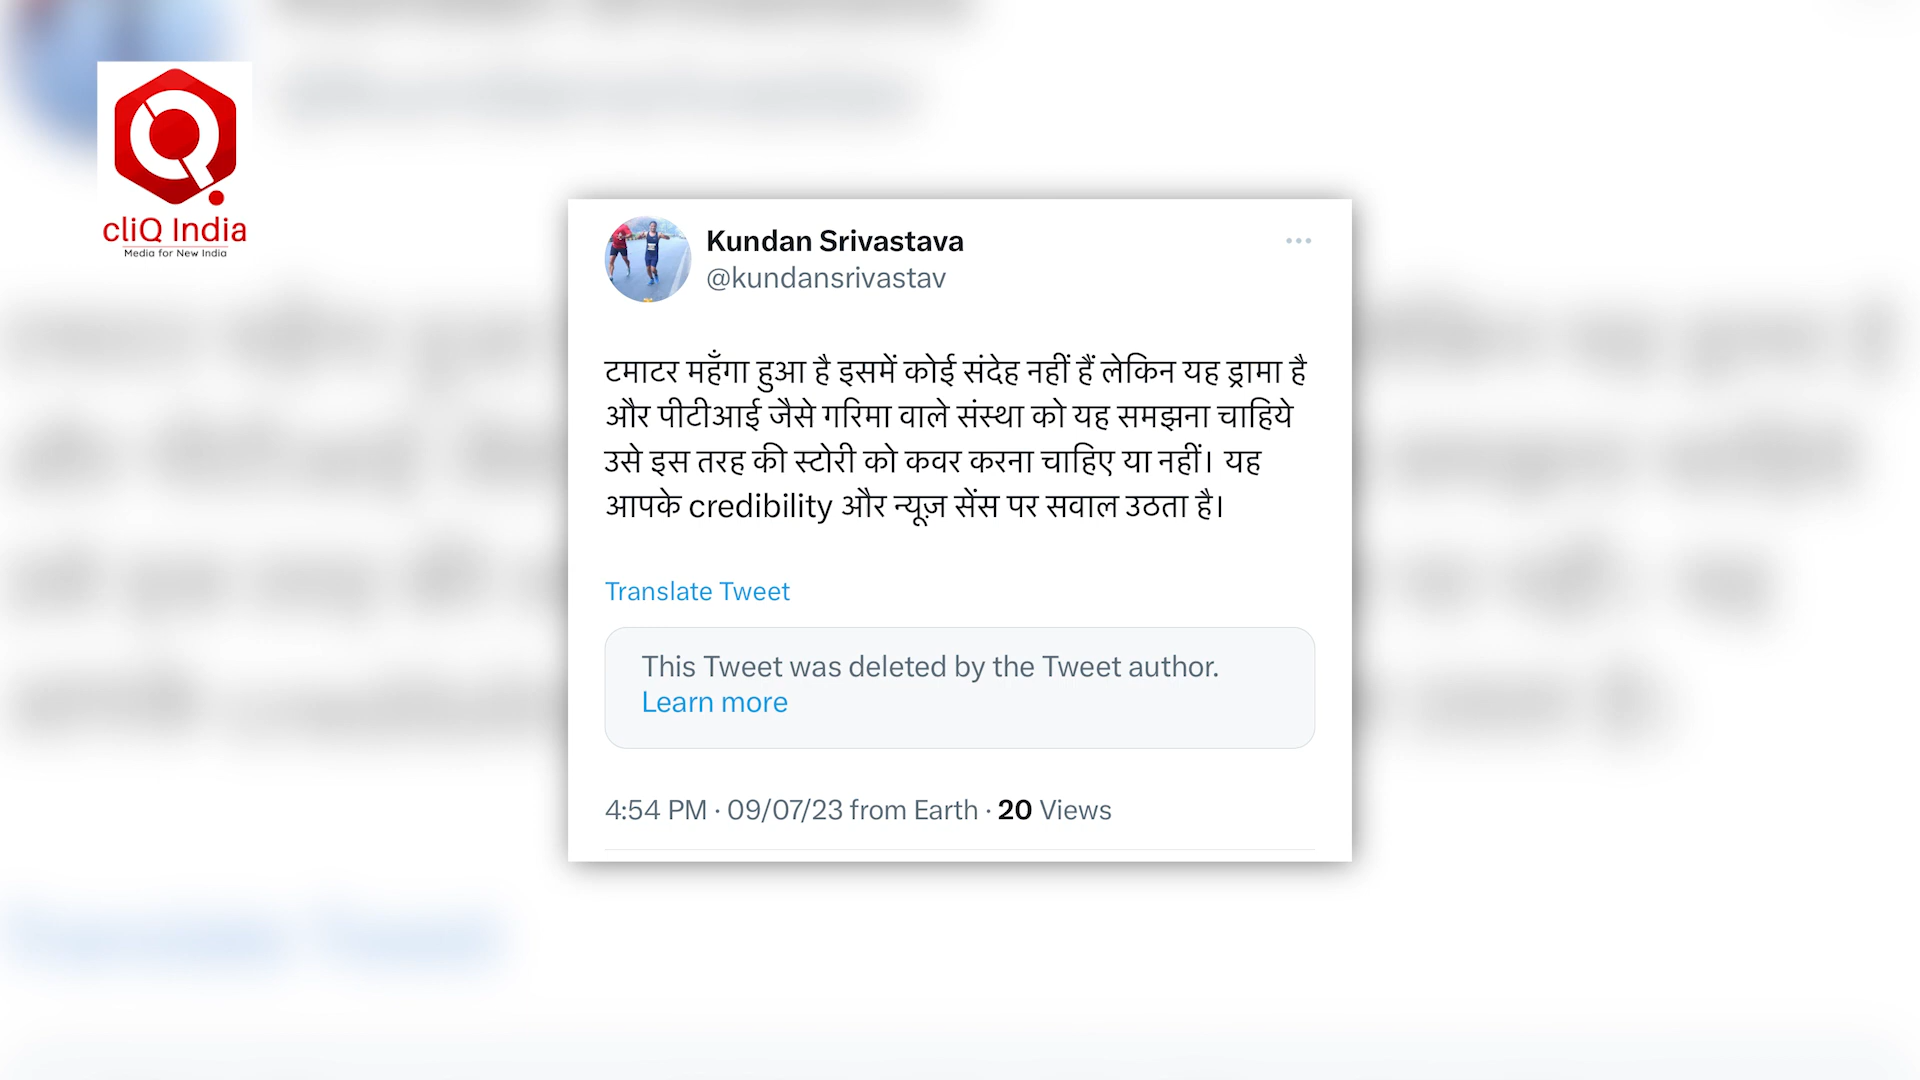 cliQ India
Media for New India
Kundan Srivastava
@kundansrivastav
टमाटर महँगा हुआ है इसमें कोई संदेह नहीं हैं लेकिन यह ड्रामा है
और पीटीआई जैसे गरिमा वाले संस्था को यह समझना चाहिये
उसे इस तरह की स्टोरी को कवर करना चाहिए या नहीं। यह
आपके credibility और न्यूज़ सेंस पर सवाल उठता है।
Translate Tweet
This Tweet was deleted by the Tweet author.
Learn more
4:54 PM · 09/07/23 from Earth · 20 Views